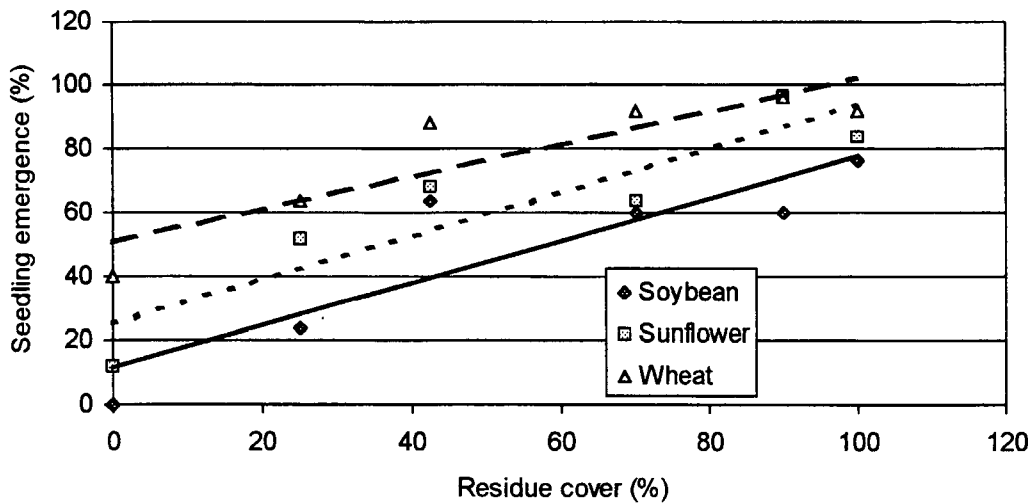 120
100
80
60
40
20
0
Seedling emergence (%)
Soybean
Sunflower
Wheat
0 20 40 60 80 100 120
Residue cover (%)